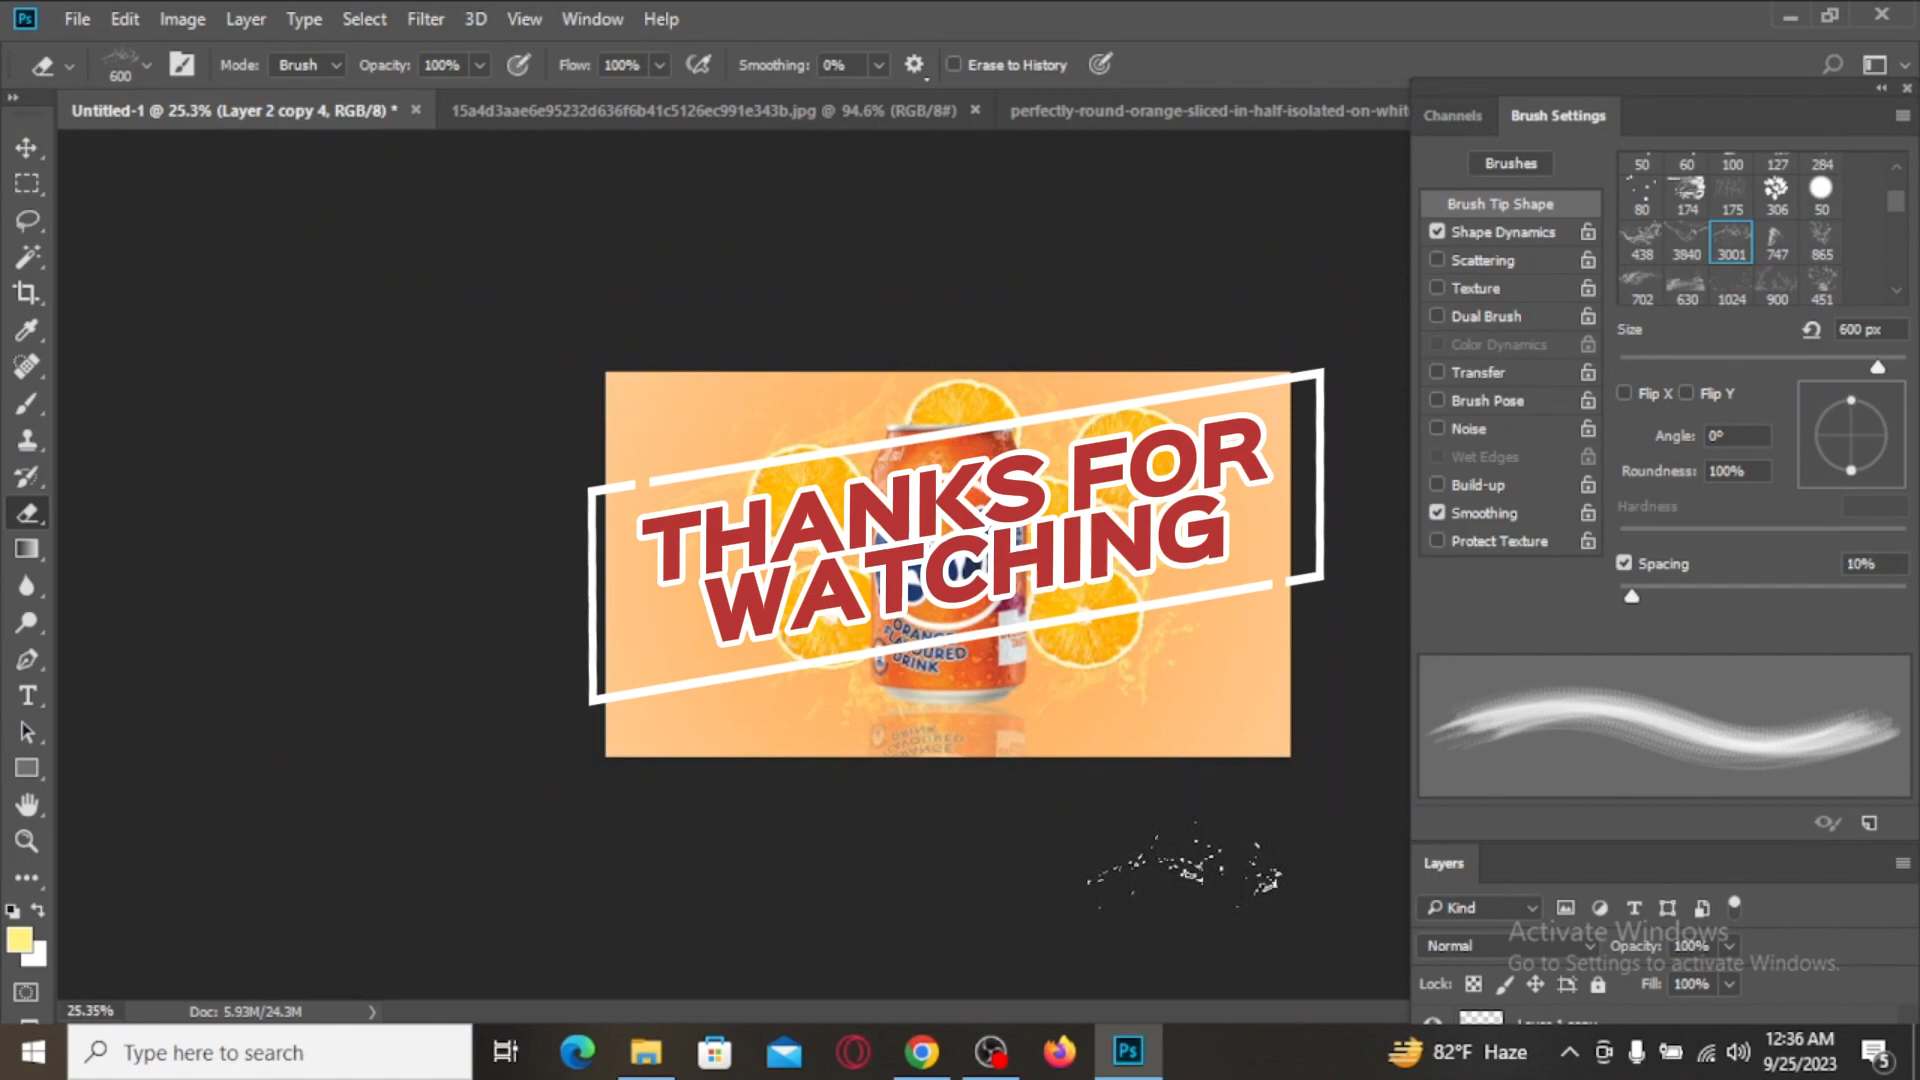 Ps File Edit Image Layer Type Select Filter 3D View Window Help
600 Mode: Brush Opacity: 100% Flow: 100% Smoothing: 0% Erase to History
Untitled-1 @ 25.3% (Layer 2 copy 4, RGB/8) * × 15a4d3aae6e95232d636f6b41c5126ec991e343b.jpg @ 94.6% (RGB/8#) × perfectly-round-orange-sliced-in-half-isolated-on-whit
Channels Brush Settings
Brushes
50 60 100 127 284
80 174 175 306 50
438 3840 3001 747 865
702 630 1024 900 451
Brush Tip Shape
Shape Dynamics
Scattering
Texture
Dual Brush
Color Dynamics
Transfer
Brush Pose
Noise
Wet Edges
Build-up
Smoothing
Protect Texture
Size 600 px
Flip X Flip Y
Angle: 0°
Roundness: 100%
Hardness
Spacing 10%
THANKS FOR
WATCHING
ORANGE
FLAVOURED
DRINK
Layers
Kind
Normal Opacity: 100%
Lock: Fill: 100%
Activate Windows
Go to Settings to activate Windows.
25.35% Doc: 5.93M/24.3M
Type here to search
Ps
82°F Haze
12:36 AM
9/25/2023
5